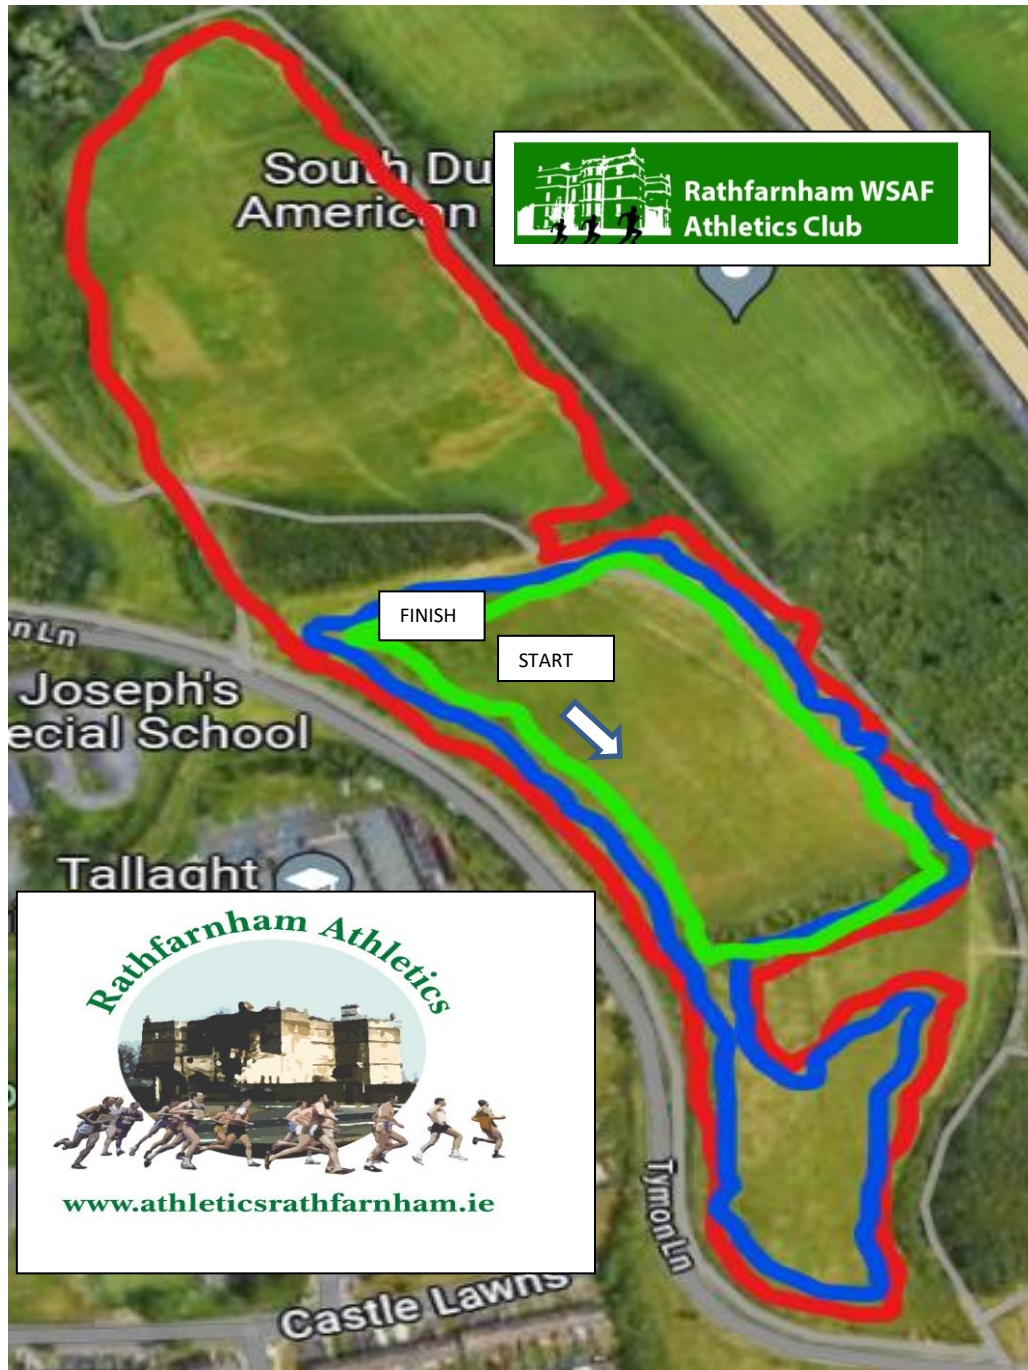 South Du
American
Rathfarnham WSAF
Athletics Club
FINISH
START
n Ln
Joseph's
ecial School
Tallaght
Rathfarnham Athletics
www.athleticsrathfarnham.ie
Tymon Ln
Castle Lawns